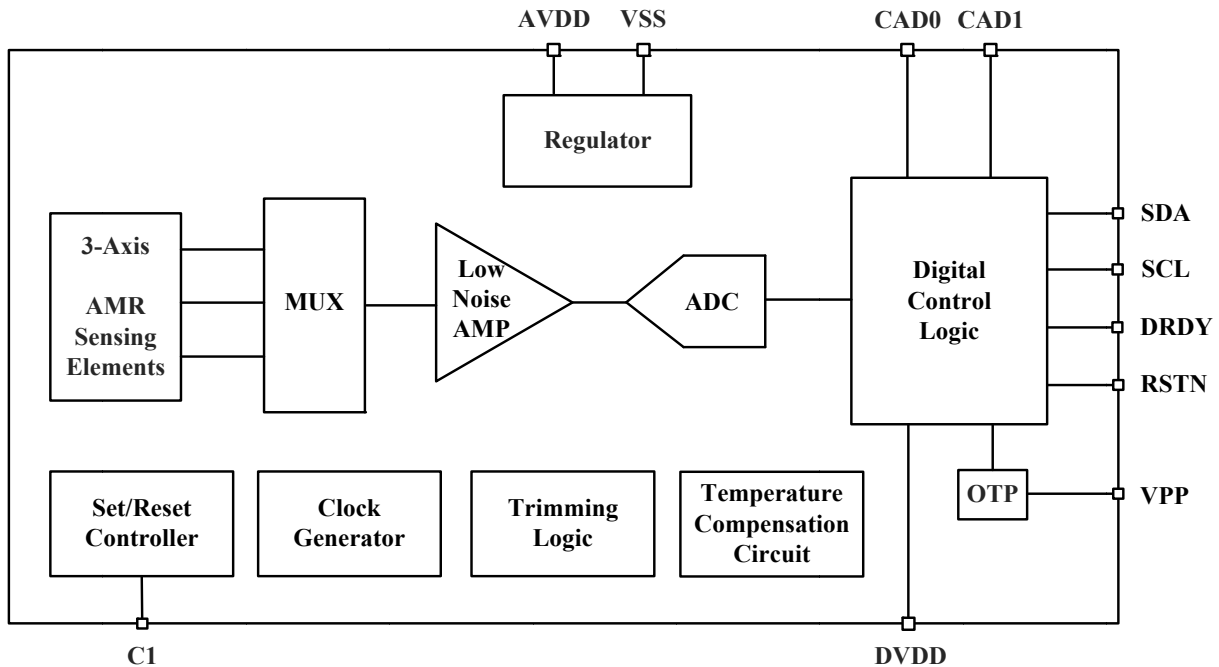 AVDD VSS CAD0 CAD1
Regulator
3-Axis
AMR
Sensing
Elements
MUX
Low
Noise
AMP
ADC
Digital
Control
Logic
SDA
SCL
DRDY
RSTN
Set/Reset
Controller
Clock
Generator
Trimming
Logic
Temperature
Compensation
Circuit
OTP
VPP
C1 DVDD